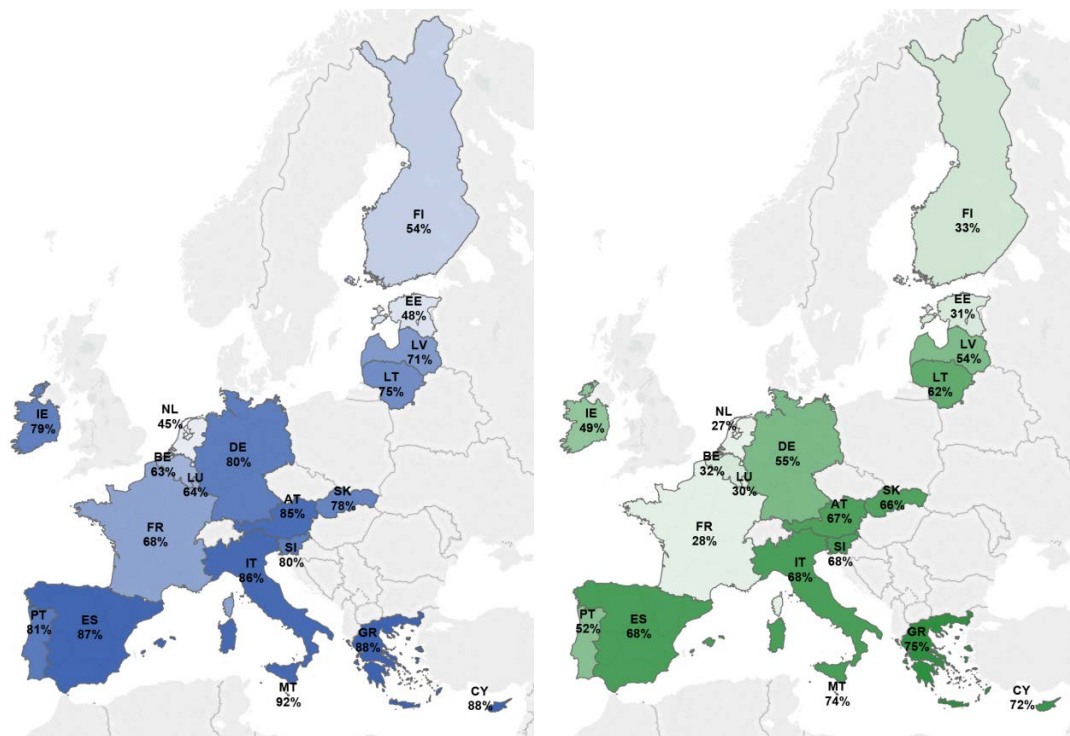 FI
54%
EE
48%
LV
71%
LT
75%
IE
79%
NL
45%
DE
80%
BE
63%
LU
64%
SK
78%
AT
85%
FR
68%
SI
80%
IT
86%
PT
81%
ES
87%
GR
88%
MT
92%
CY
88%
FI
33%
EE
31%
LV
54%
LT
62%
IE
49%
NL
27%
DE
55%
BE
32%
LU
30%
SK
66%
AT
67%
FR
28%
SI
68%
IT
68%
PT
52%
ES
68%
GR
75%
MT
74%
CY
72%